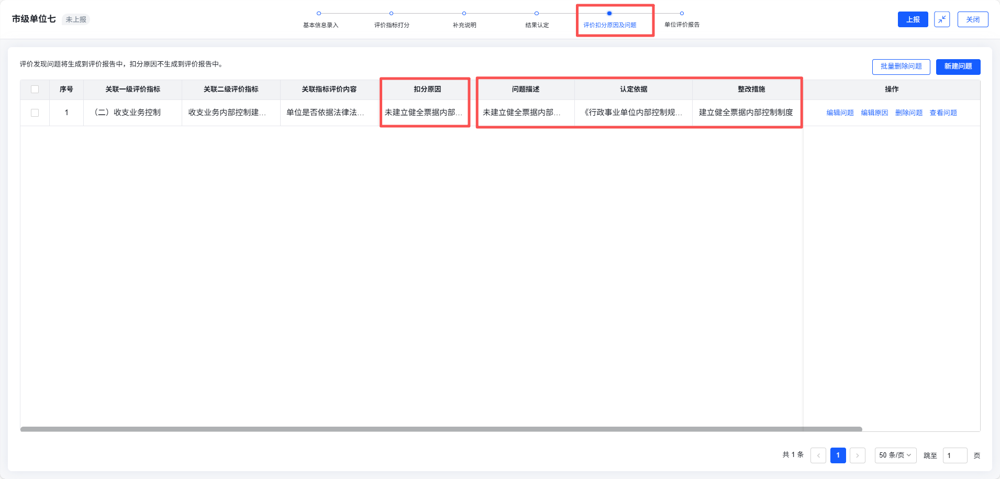 市级单位七 未上报
基本信息录入 评价指标打分 补充说明 结果认定 评价扣分原因及问题 单位评价报告
上报 关闭
评价发现问题将生成到评价报告中，扣分原因不生成到评价报告中。
批量删除问题 新建问题
序号 关联一级评价指标 关联二级评价指标 关联指标评价内容 扣分原因 问题描述 认定依据 整改措施 操作
1 （二）收支业务控制 收支业务内部控制建... 单位是否依据法律法... 未建立健全票据内部... 未建立健全票据内部... 《行政事业单位内部控制规... 建立健全票据内部控制制度 编辑问题 编辑原因 删除问题 查看问题
共 1 条 1 50 条/页 跳至 1 页